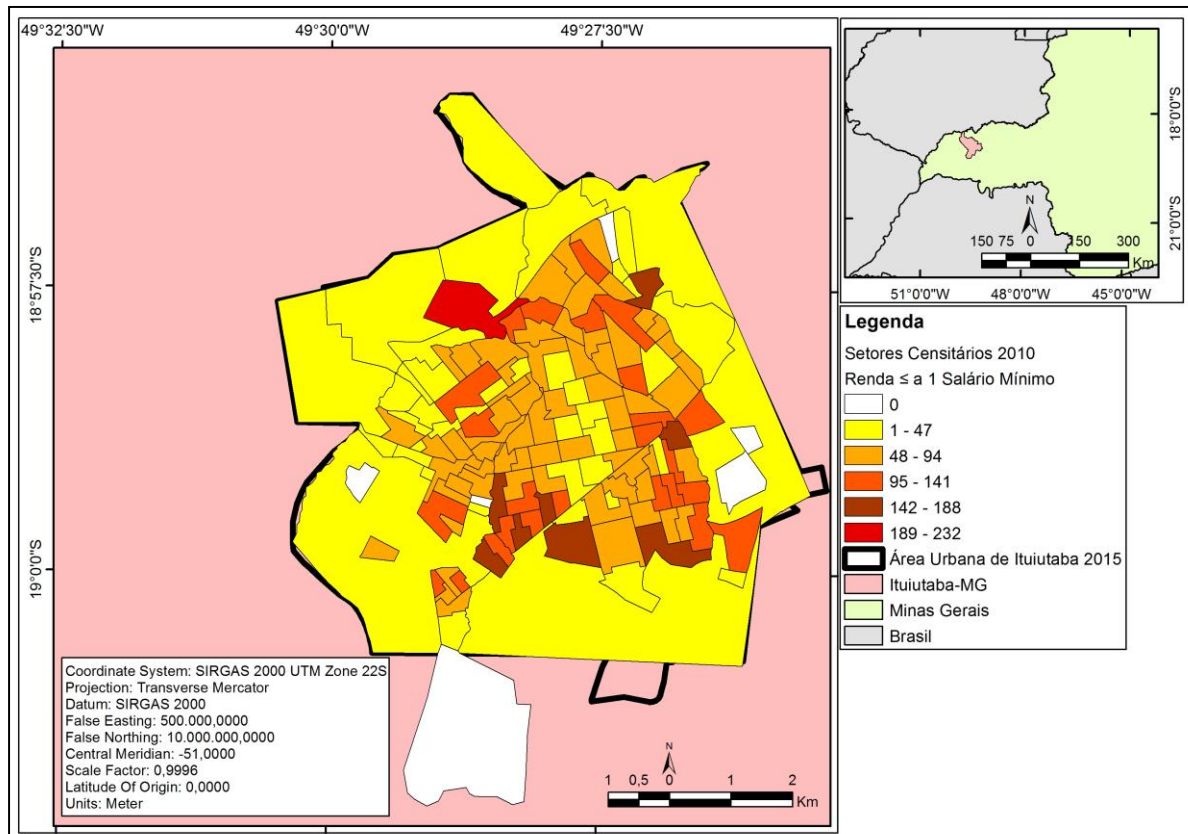 49°32'30"W
49°30'0"W
49°27'30"W
18°57'30"S
19°0'0"S
Coordinate System: SIRGAS 2000 UTM Zone 22S
Projection: Transverse Mercator
Datum: SIRGAS 2000
False Easting: 500.000,0000
False Northing: 10.000.000,0000
Central Meridian: -51,0000
Scale Factor: 0,9996
Latitude Of Origin: 0,0000
Units: Meter
N
1 0,5 0 1 2
Km
N
150 75 0 150 300
Km
18°0'0"S
21°0'0"S
51°0'0"W
48°0'0"W
45°0'0"W
Legenda
Setores Censitários 2010
Renda ≤ a 1 Salário Mínimo
0
1 - 47
48 - 94
95 - 141
142 - 188
189 - 232
Área Urbana de Ituiutaba 2015
Ituiutaba-MG
Minas Gerais
Brasil